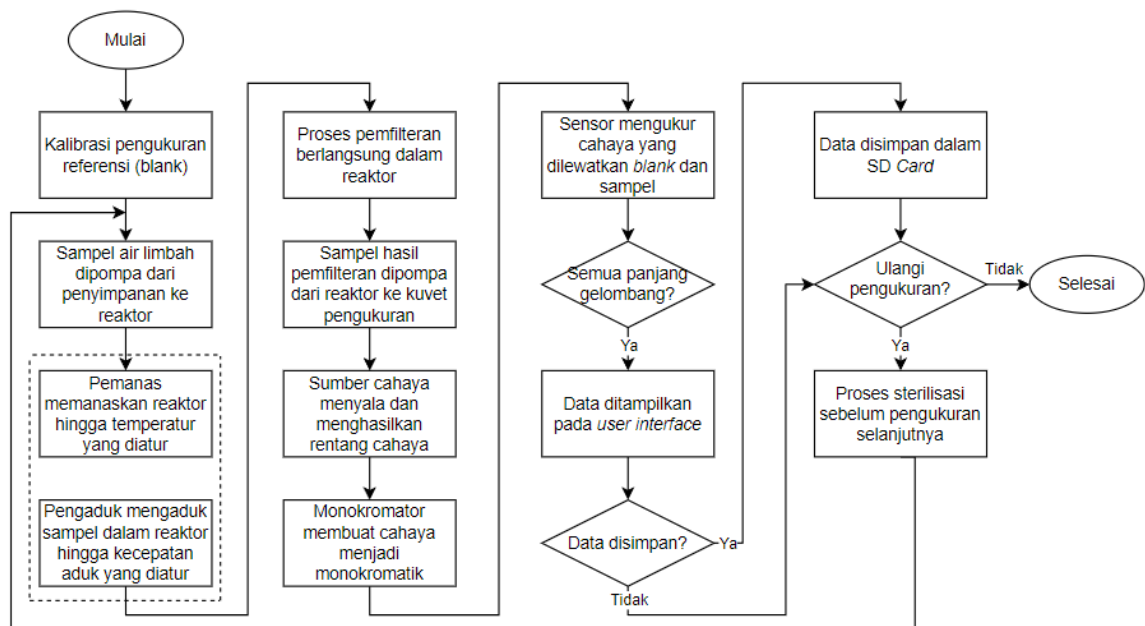 Mulai
Kalibrasi pengukuran
referensi (blank)
Sampel air limbah
dipompa dari
penyimpanan ke
reaktor
Pemanas
memanaskan reaktor
hingga temperatur
yang diatur
Pengaduk mengaduk
sampel dalam reaktor
hingga kecepatan
aduk yang diatur
Proses pemfilteran
berlangsung dalam
reaktor
Sampel hasil
pemfilteran dipompa
dari reaktor ke kuvet
pengukuran
Sumber cahaya
menyala dan
menghasilkan
rentang cahaya
Monokromator
membuat cahaya
menjadi
monokromatik
Sensor mengukur
cahaya yang
dilewatkan blank dan
sampel
Semua panjang
gelombang?
Ya
Data ditampilkan
pada user interface
Data disimpan?
Ya
Tidak
Data disimpan dalam
SD Card
Ulangi
pengukuran?
Tidak
Selesai
Ya
Proses sterilisasi
sebelum pengukuran
selanjutnya